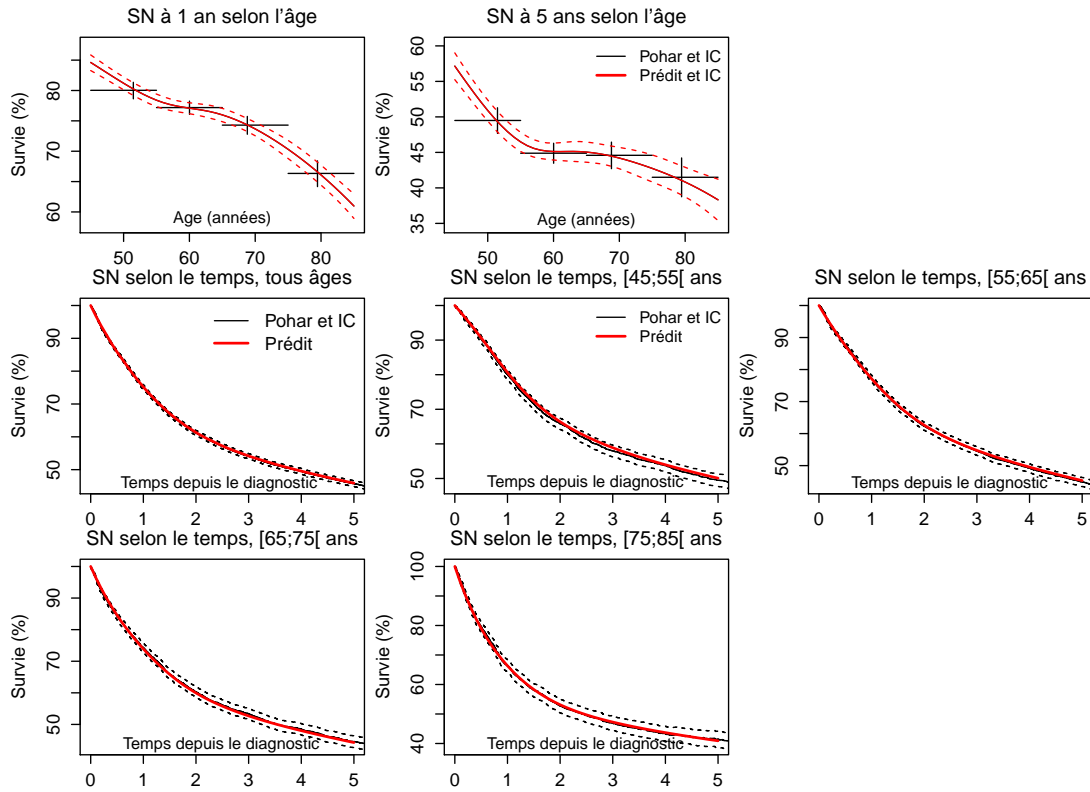 SN à 1 an selon l'âge
Survie (%)
60 70 80
Age (années)
50 60 70 80
SN à 5 ans selon l'âge
Survie (%)
35 40 45 50 55 60
Pohar et IC
Prédit et IC
Age (années)
50 60 70 80
SN selon le temps, tous âges
Survie (%)
50 70 90
Pohar et IC
Prédit
Temps depuis le diagnostic
0 1 2 3 4 5
SN selon le temps, [45;55[ ans
Survie (%)
50 70 90
Pohar et IC
Prédit
Temps depuis le diagnostic
0 1 2 3 4 5
SN selon le temps, [55;65[ ans
Survie (%)
50 70 90
Temps depuis le diagnostic
0 1 2 3 4 5
SN selon le temps, [65;75[ ans
Survie (%)
50 70 90
Temps depuis le diagnostic
0 1 2 3 4 5
SN selon le temps, [75;85[ ans
Survie (%)
40 60 80 100
Temps depuis le diagnostic
0 1 2 3 4 5